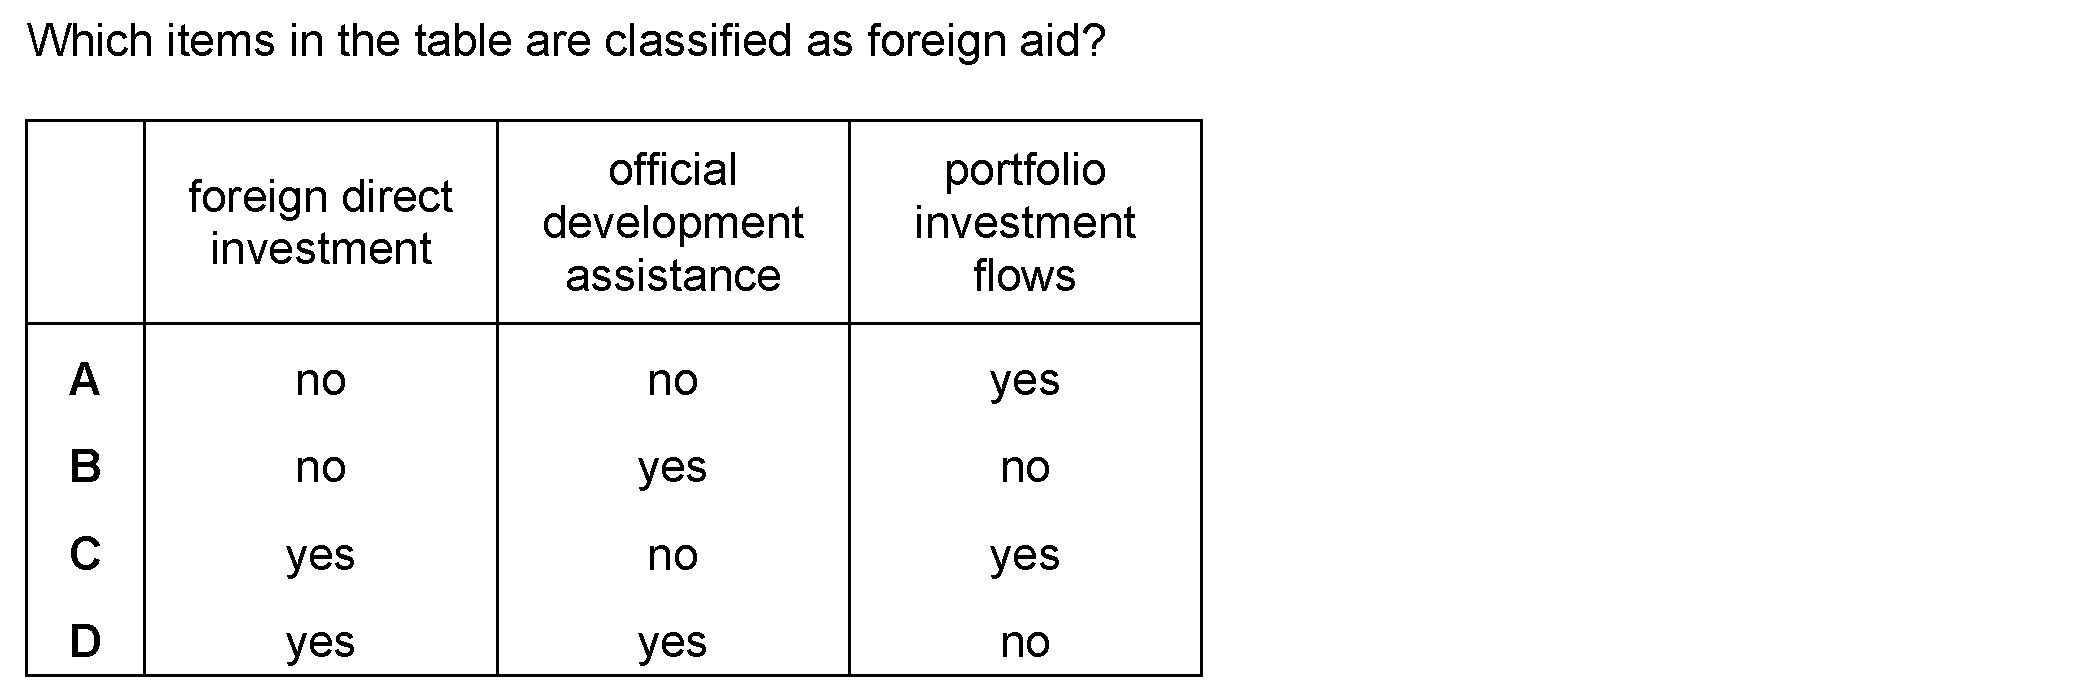 Which items in the table are classified as foreign aid?
foreign direct
investment
official
development
assistance
portfolio
investment
flows
A no no yes
B no yes no
C yes no yes
D yes yes no